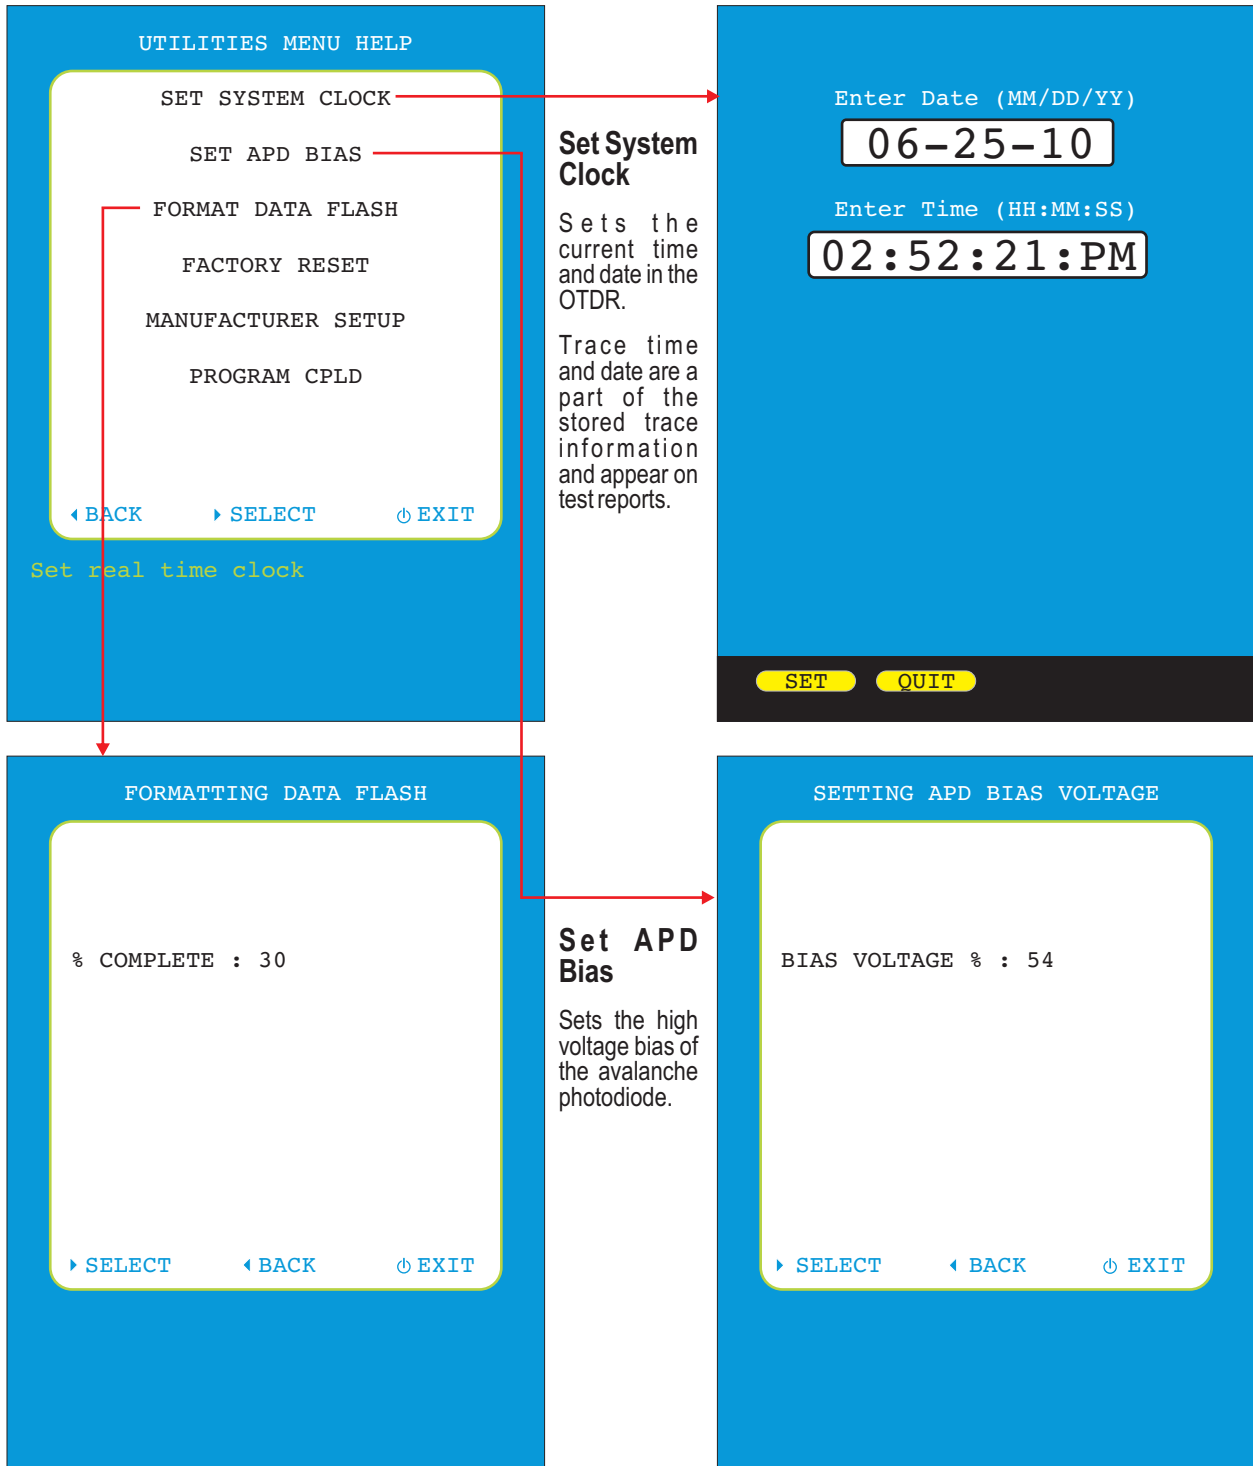 UTILITIES MENU HELP
SET SYSTEM CLOCK
SET APD BIAS
FORMAT DATA FLASH
FACTORY RESET
MANUFACTURER SETUP
PROGRAM CPLD
BACK SELECT EXIT
Set real time clock
Set System
Clock
Sets the
current time
and date in the
OTDR.
Trace time
and date are a
part of the
stored trace
information
and appear on
test reports.
Enter Date (MM/DD/YY)
06-25-10
Enter Time (HH:MM:SS)
02:52:21:PM
SET QUIT
FORMATTING DATA FLASH
% COMPLETE : 30
SELECT BACK EXIT
Set APD
Bias
Sets the high
voltage bias of
the avalanche
photodiode.
SETTING APD BIAS VOLTAGE
BIAS VOLTAGE % : 54
SELECT BACK EXIT